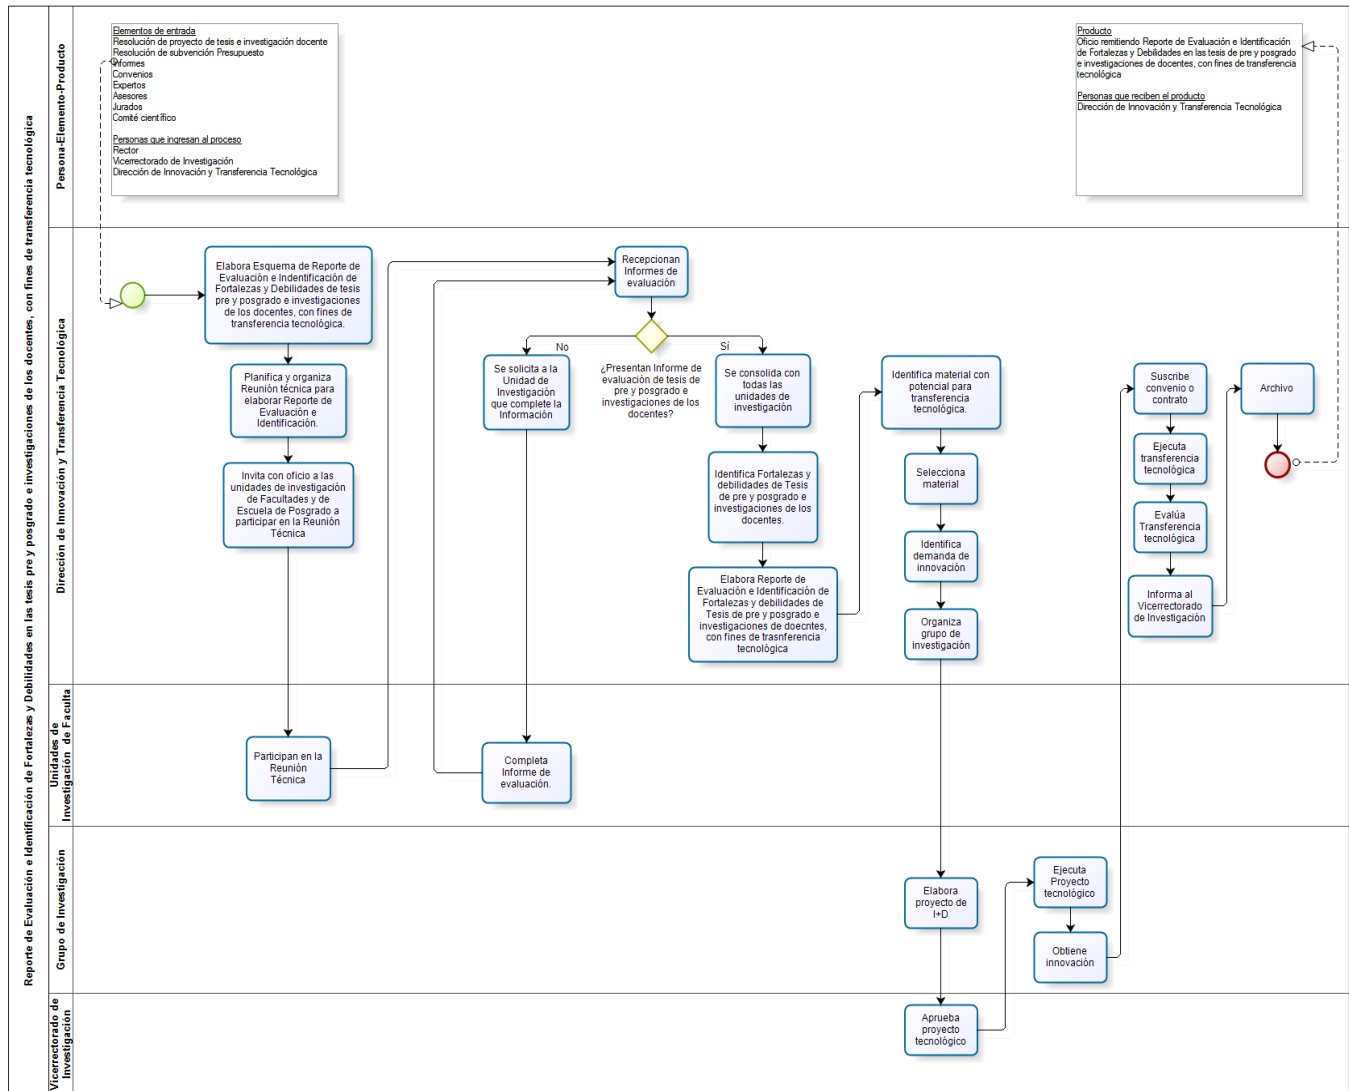 Reporte de Evaluación e Identificación de Fortalezas y Debilidades en las tesis pre y posgrado e investigaciones de los docentes, con fines de transferencia tecnológica
Persona-Elemento-Producto
Elementos de entrada
Resolución de proyecto de tesis e investigación docente
Resolución de subvención Presupuesto
Informes
Convenios
Expertos
Asesores
Jurados
Comité científico
Personas que ingresan al proceso
Rector
Vicerrectorado de Investigación
Dirección de Innovación y Transferencia Tecnológica
Producto
Oficio remitiendo Reporte de Evaluación e Identificación
de Fortalezas y Debilidades en las tesis de pre y posgrado
e investigaciones de docentes, con fines de transferencia
tecnológica
Personas que reciben el producto
Dirección de Innovación y Transferencia Tecnológica
Dirección de Innovación y Transferencia Tecnológica
Elabora Esquema de Reporte de
Evaluación e Indentificación de
Fortalezas y Debilidades de tesis
pre y posgrado e investigaciones
de los docentes, con fines de
transferencia tecnológica.
Planifica y organiza
Reunión técnica para
elaborar Reporte de
Evaluación e
Identificación.
Invita con oficio a las
unidades de investigación
de Facultades y de
Escuela de Posgrado a
participar en la Reunión
Técnica
Recepcionan
Informes de
evaluación
No
Sí
¿Presentan Informe de
evaluación de tesis de
pre y posgrado e
investigaciones de los
docentes?
Se solicita a la
Unidad de
Investigación
que complete la
Información
Se consolida con
todas las
unidades de
investigación
Identifica Fortalezas y
debilidades de Tesis
de pre y posgrado e
investigaciones de los
docentes.
Elabora Reporte de
Evaluación e Identificación de
Fortalezas y debilidades de
Tesis de pre y posgrado e
investigaciones de doecntes,
con fines de trasnferencia
tecnológica
Identifica material con
potencial para
transferencia
tecnológica.
Selecciona
material
Identifica
demanda de
innovación
Organiza
grupo de
investigación
Suscribe
convenio o
contrato
Ejecuta
transferencia
tecnológica
Evalúa
Transferencia
tecnológica
Informa al
Vicerrectorado
de Investigación
Archivo
Unidades de
Investigación  de Faculta
Participan en la
Reunión
Técnica
Completa
Informe de
evaluación.
Grupo de Investigación
Elabora
proyecto de
I+D
Ejecuta
Proyecto
tecnológico
Obtiene
innovación
Vicerrectorado de
Investigación
Aprueba
proyecto
tecnológico